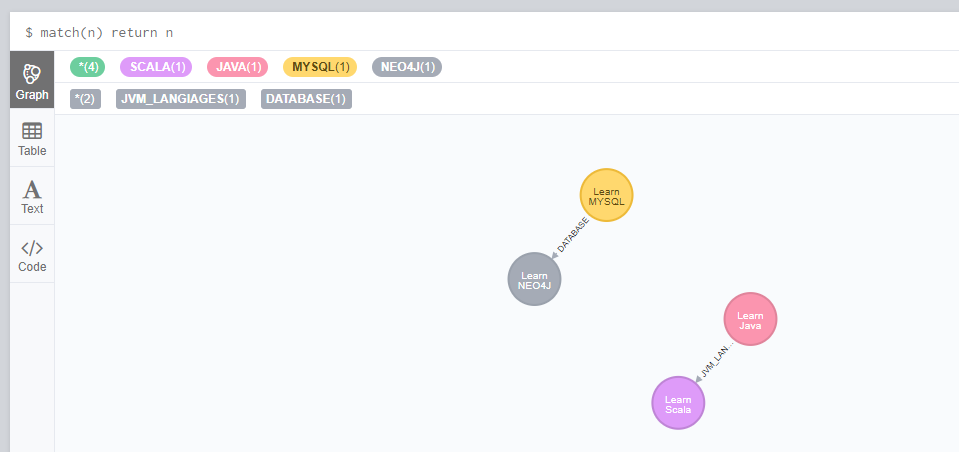 $ match(n) return n
Graph
*(4) SCALA(1) JAVA(1) MYSQL(1) NEO4J(1)
*(2) JVM_LANGIAGES(1) DATABASE(1)
Table
Text
Code
Learn
MYSQL
DATABASE
Learn
NEO4J
Learn
Java
JVM_LAN…
Learn
Scala